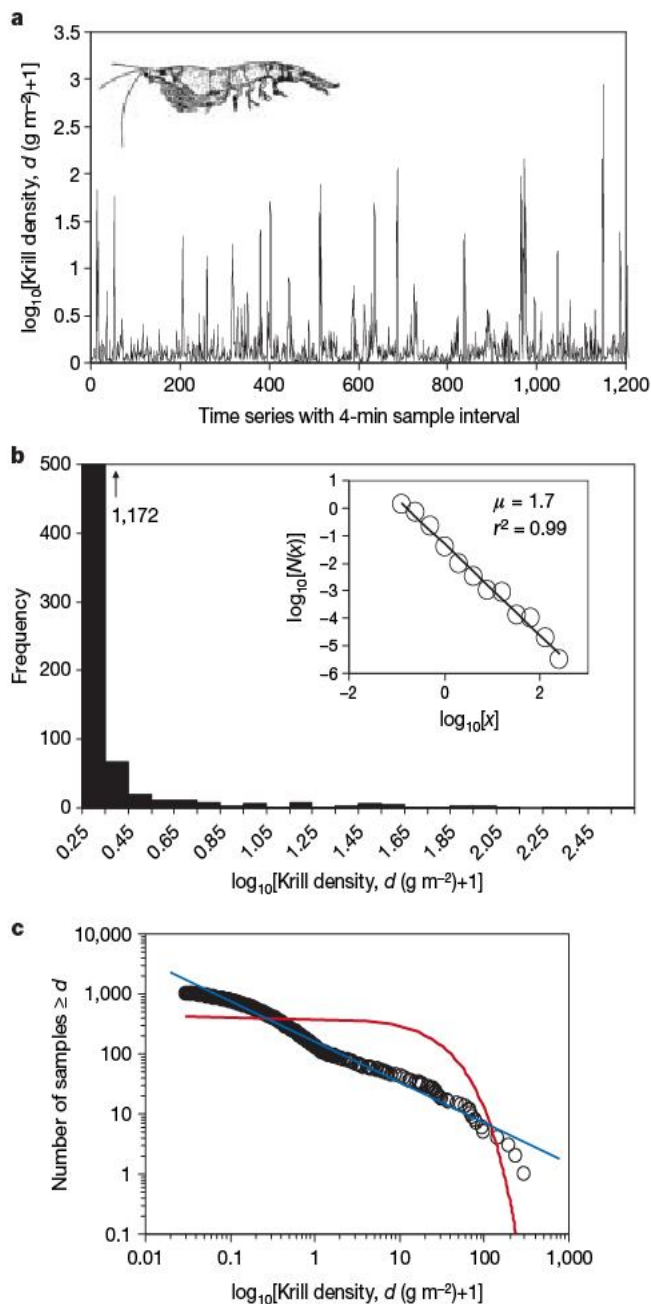 a
3.5
3
2.5
2
1.5
1
0.5
0
log₁₀[Krill density, d (g m⁻²)+1]
0 200 400 600 800 1,000 1,200
Time series with 4-min sample interval
b
500
400
300
200
100
0
Frequency
1,172
1
0
−1
−2
−3
−4
−5
−6
log₁₀[N(x)]
μ = 1.7
r² = 0.99
−2 0 2
log₁₀[x]
0.25 0.45 0.65 0.85 1.05 1.25 1.45 1.65 1.85 2.05 2.25 2.45
log₁₀[Krill density, d (g m⁻²)+1]
c
10,000
1,000
100
10
1
0.1
Number of samples ≥ d
0.01 0.1 1 10 100 1,000
log₁₀[Krill density, d (g m⁻²)+1]